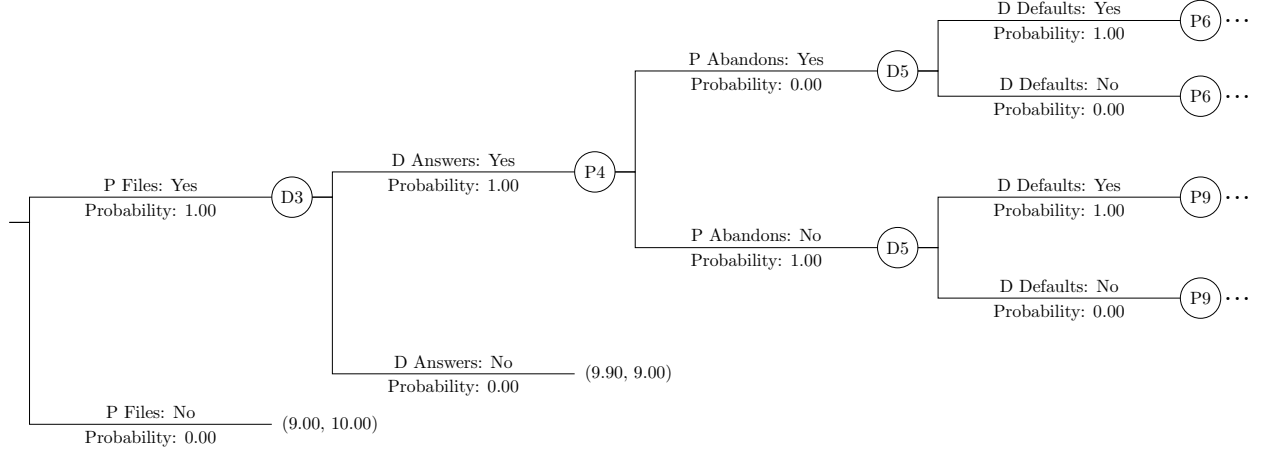 D Defaults: Yes
Probability: 1.00
P6
...
P Abandons: Yes
Probability: 0.00
D5
D Defaults: No
Probability: 0.00
P6
...
D Answers: Yes
Probability: 1.00
P4
P Files: Yes
Probability: 1.00
D3
D Defaults: Yes
Probability: 1.00
P9
...
P Abandons: No
Probability: 1.00
D5
D Defaults: No
Probability: 0.00
P9
...
D Answers: No
Probability: 0.00
(9.90, 9.00)
P Files: No
Probability: 0.00
(9.00, 10.00)